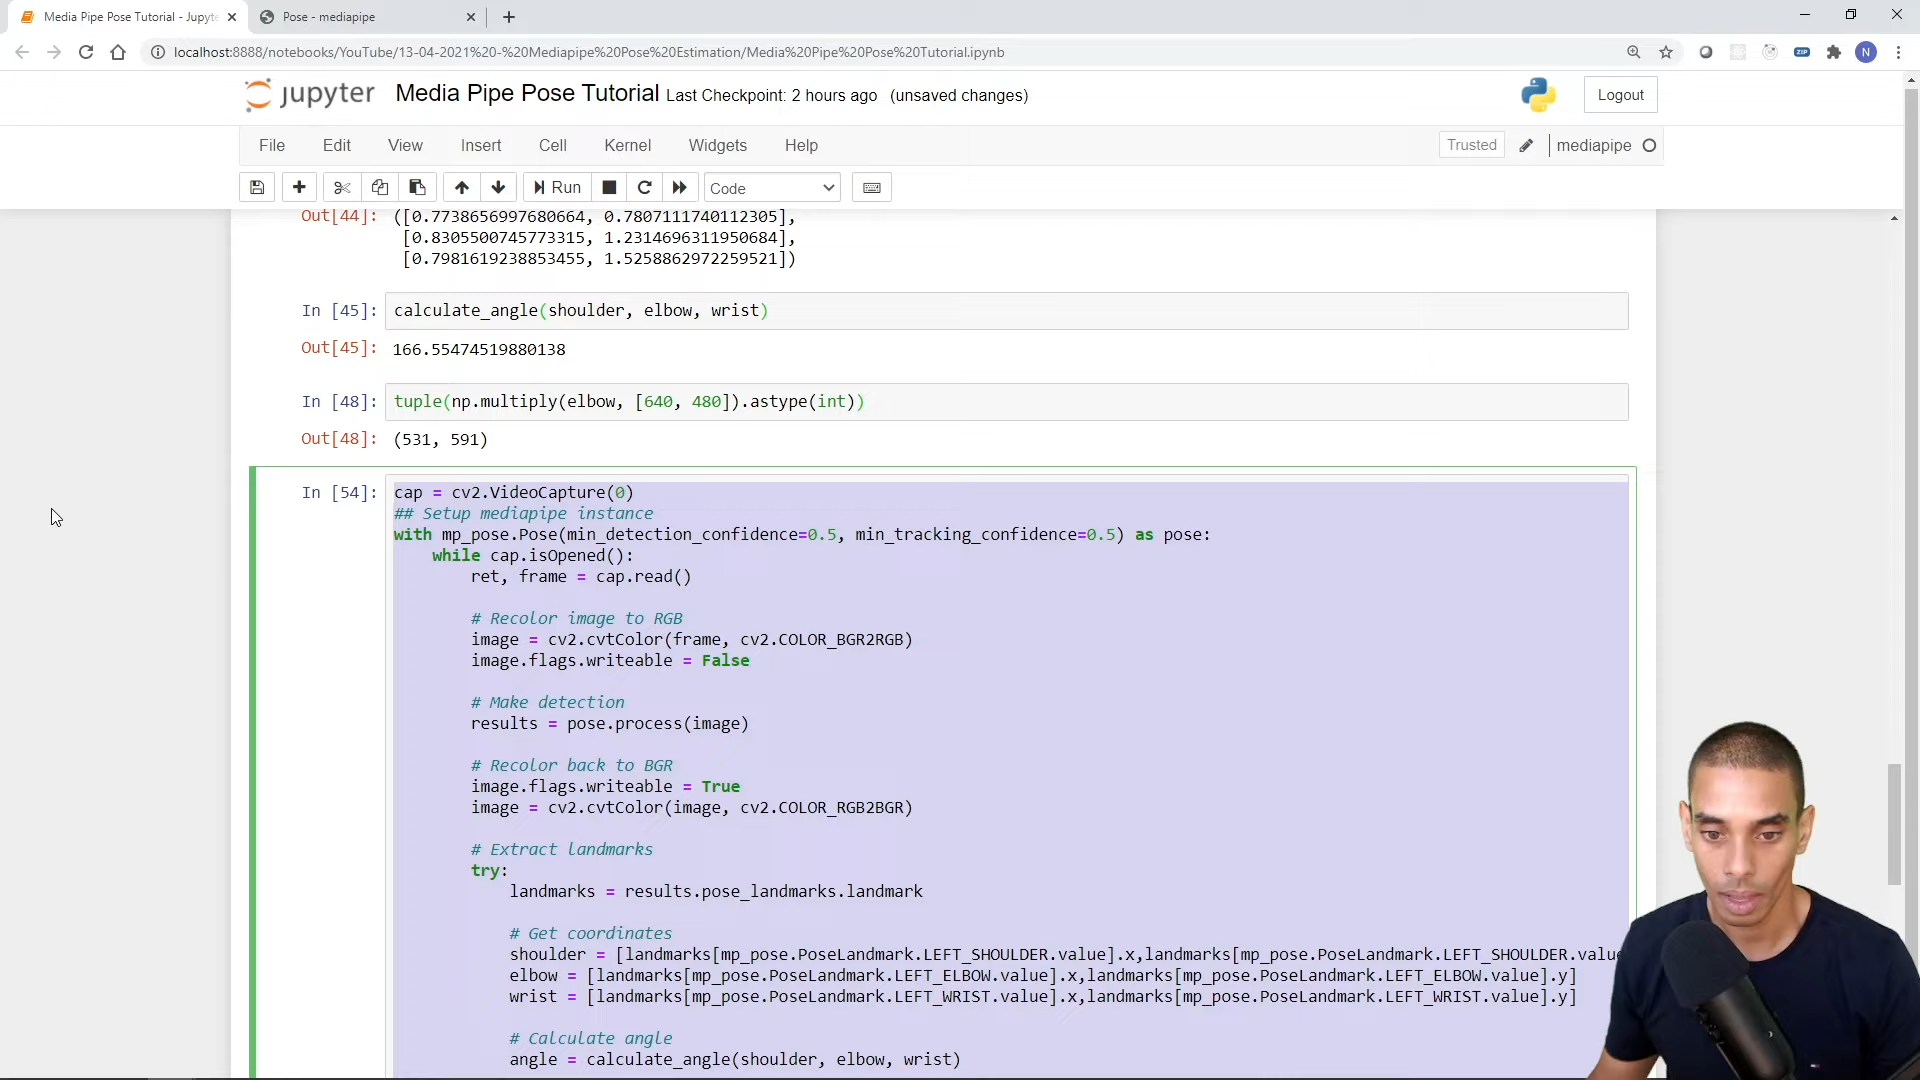 Media Pipe Pose Tutorial - Jupyte
Pose - mediapipe
localhost:8888/notebooks/YouTube/13-04-2021%20-%20Mediapipe%20Pose%20Estimation/Media%20Pipe%20Pose%20Tutorial.ipynb
ZIP
N
jupyter Media Pipe Pose Tutorial Last Checkpoint: 2 hours ago (unsaved changes)
Logout
File Edit View Insert Cell Kernel Widgets Help
Trusted mediapipe
Run Code
Out[44]: ([0.7738656997680664, 0.7807111740112305],
[0.8305500745773315, 1.2314696311950684],
[0.7981619238853455, 1.5258862972259521])
In [45]: calculate_angle(shoulder, elbow, wrist)
Out[45]: 166.55474519880138
In [48]: tuple(np.multiply(elbow, [640, 480]).astype(int))
Out[48]: (531, 591)
In [54]: cap = cv2.VideoCapture(0)
## Setup mediapipe instance
with mp_pose.Pose(min_detection_confidence=0.5, min_tracking_confidence=0.5) as pose:
while cap.isOpened():
ret, frame = cap.read()
# Recolor image to RGB
image = cv2.cvtColor(frame, cv2.COLOR_BGR2RGB)
image.flags.writeable = False
# Make detection
results = pose.process(image)
# Recolor back to BGR
image.flags.writeable = True
image = cv2.cvtColor(image, cv2.COLOR_RGB2BGR)
# Extract landmarks
try:
landmarks = results.pose_landmarks.landmark
# Get coordinates
shoulder = [landmarks[mp_pose.PoseLandmark.LEFT_SHOULDER.value].x,landmarks[mp_pose.PoseLandmark.LEFT_SHOULDER.value
elbow = [landmarks[mp_pose.PoseLandmark.LEFT_ELBOW.value].x,landmarks[mp_pose.PoseLandmark.LEFT_ELBOW.value].y]
wrist = [landmarks[mp_pose.PoseLandmark.LEFT_WRIST.value].x,landmarks[mp_pose.PoseLandmark.LEFT_WRIST.value].y]
# Calculate angle
angle = calculate_angle(shoulder, elbow, wrist)